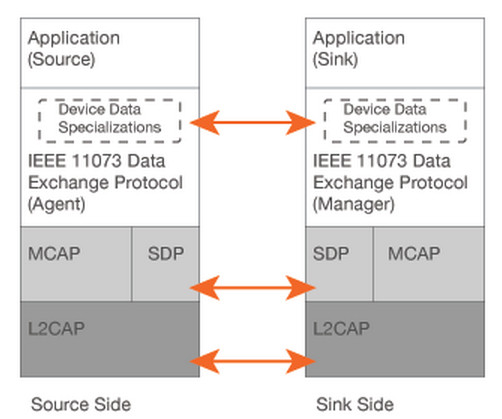 Application
(Source)
Device Data
Specializations
IEEE 11073 Data
Exchange Protocol
(Agent)
MCAP
SDP
L2CAP
Source Side
Application
(Sink)
Device Data
Specializations
IEEE 11073 Data
Exchange Protocol
(Manager)
SDP
MCAP
L2CAP
Sink Side